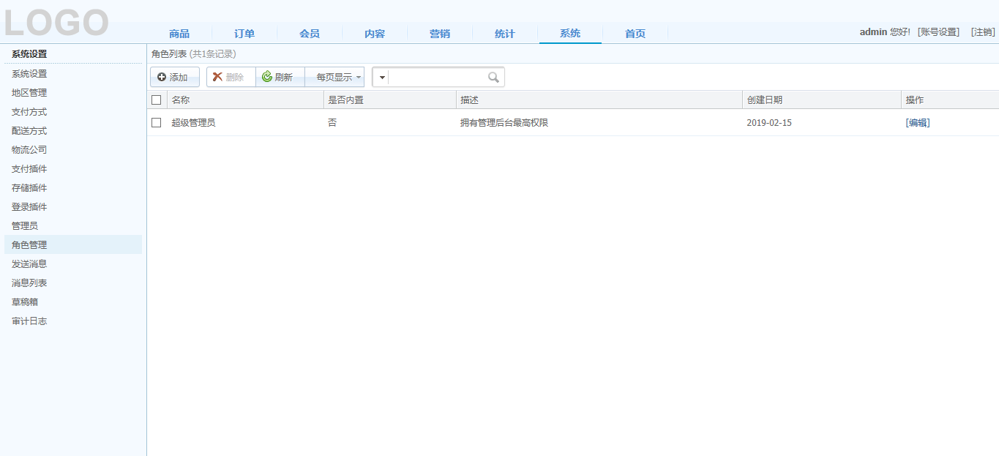 LOGO
商品 订单 会员 内容 营销 统计 系统 首页
admin 您好! [账号设置] [注销]
系统设置
系统设置
地区管理
支付方式
配送方式
物流公司
支付插件
存储插件
登录插件
管理员
角色管理
发送消息
消息列表
草稿箱
审计日志
角色列表 (共1条记录)
添加 删除 刷新 每页显示
名称 是否内置 描述 创建日期 操作
超级管理员 否 拥有管理后台最高权限 2019-02-15 [编辑]